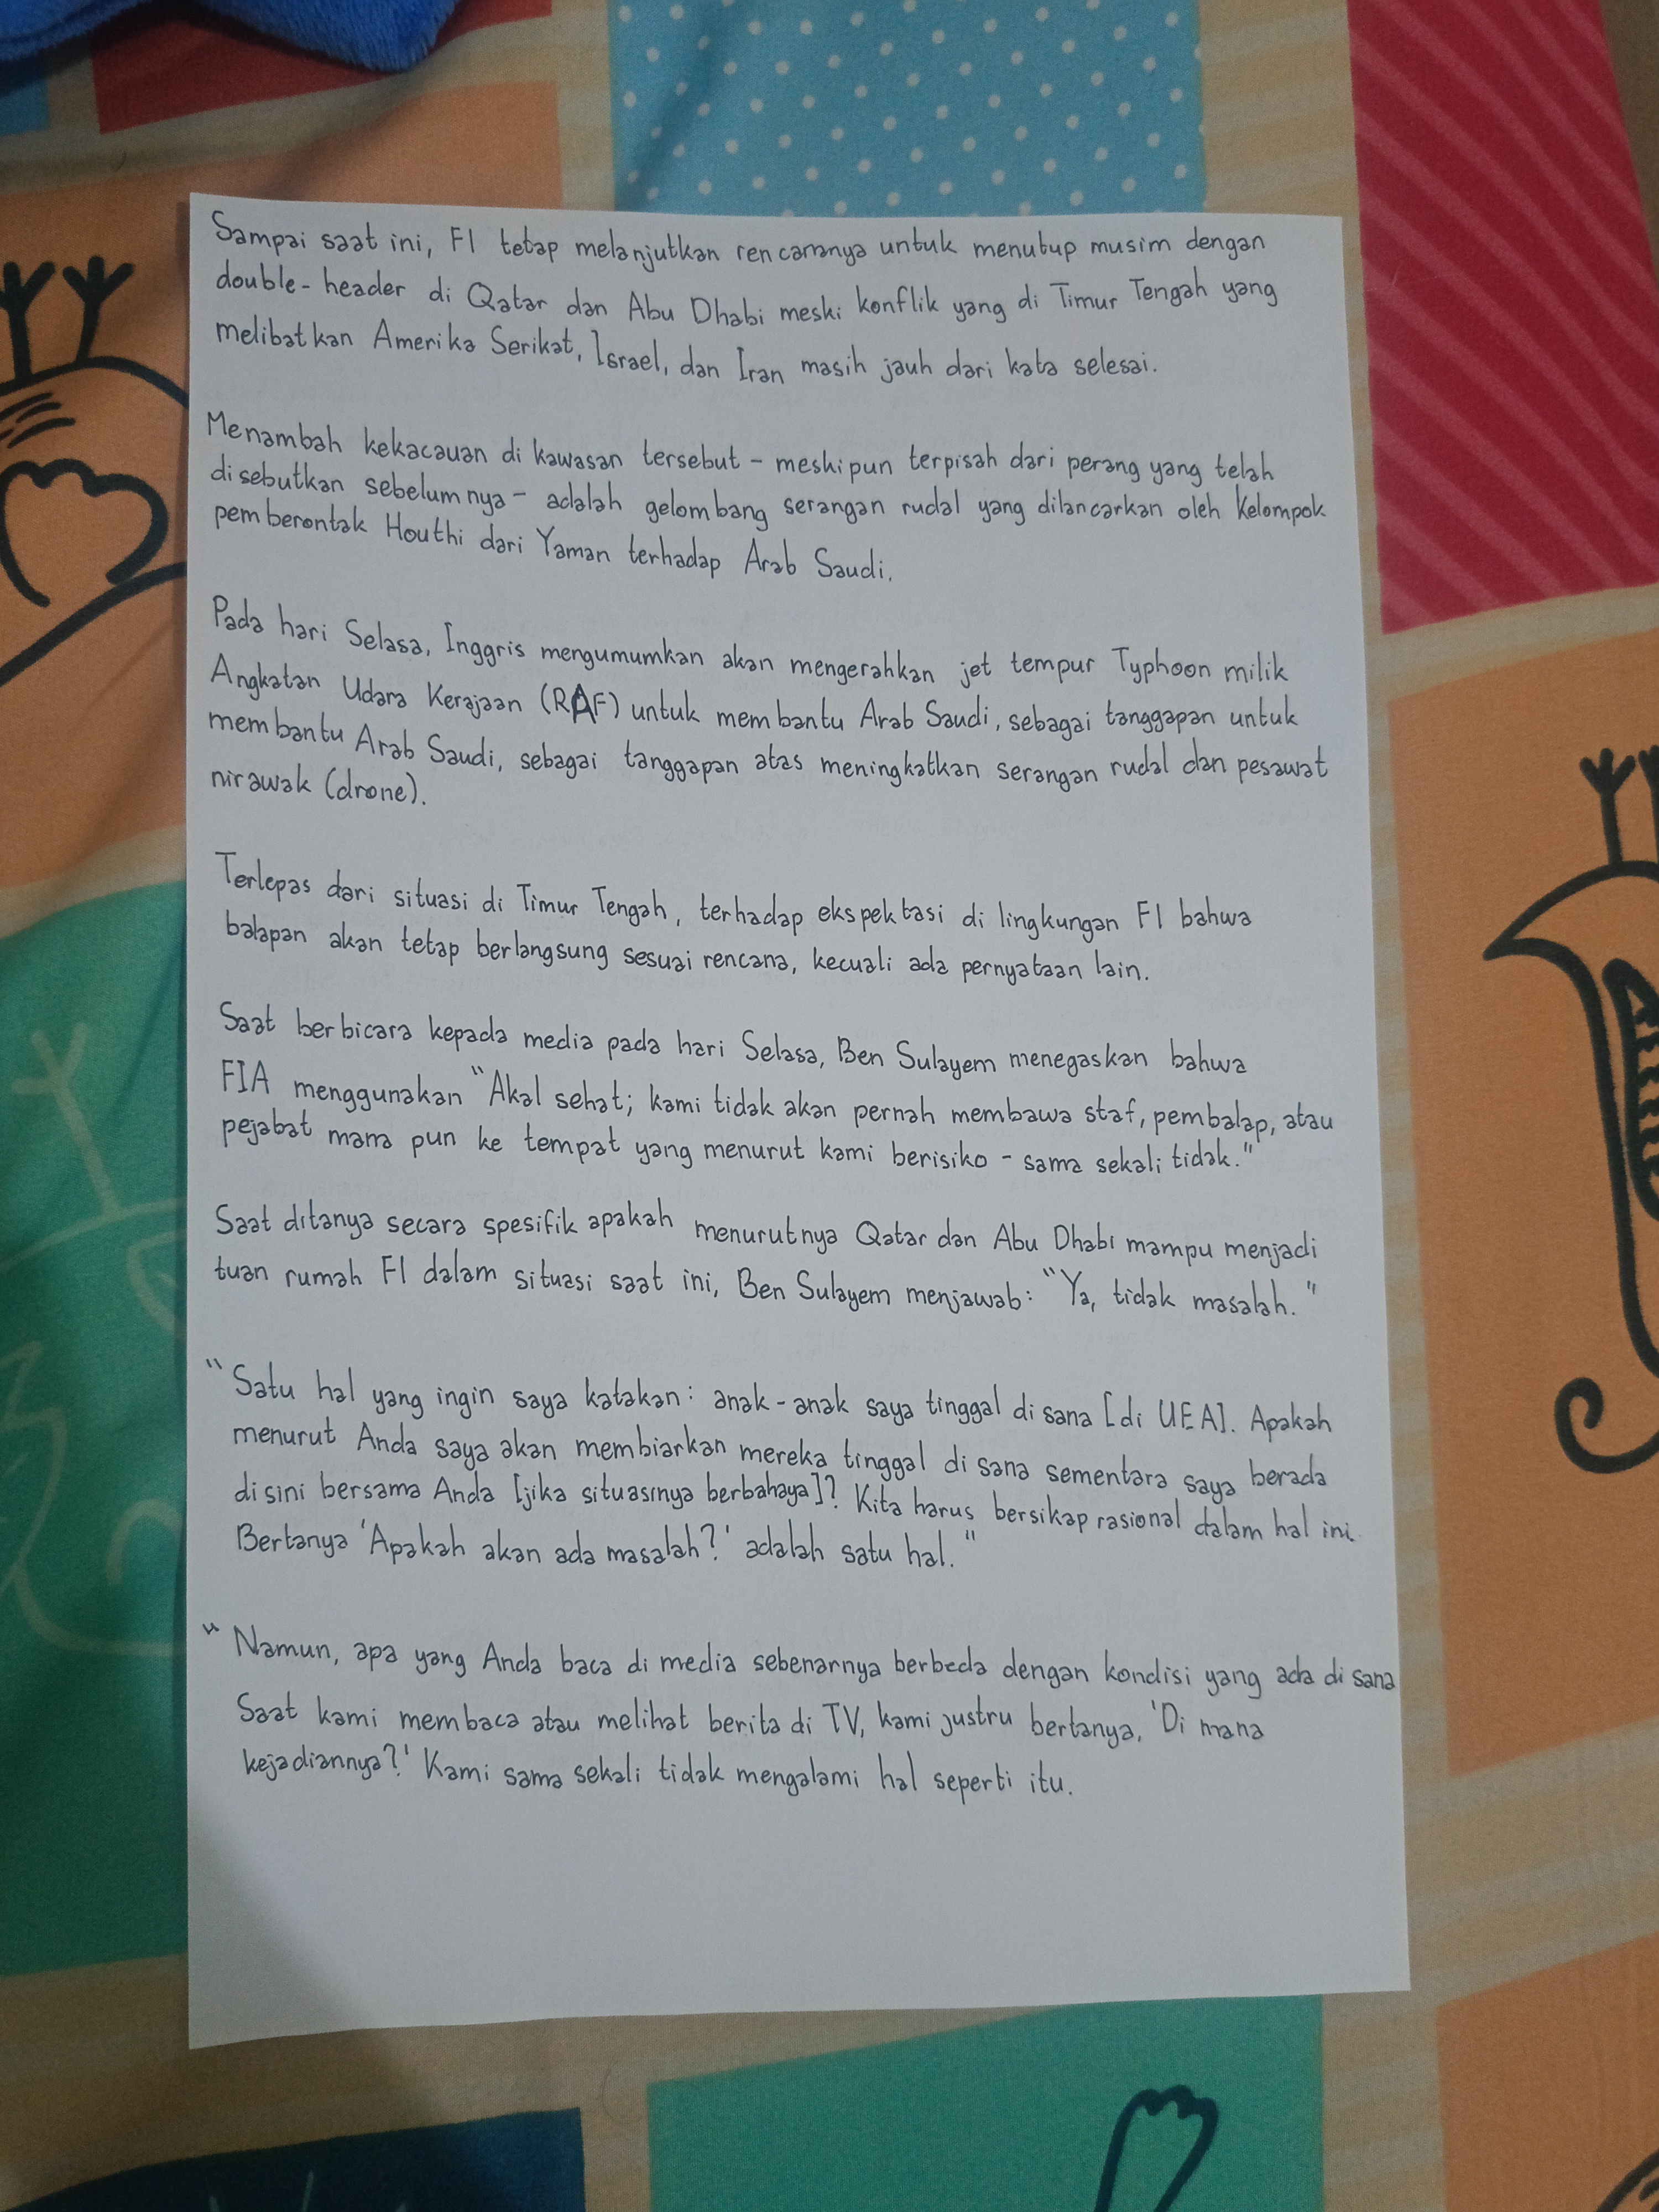 Sampai saat ini, F1 tetap melanjutkan rencananya untuk menutup musim dengan
double-header di Qatar dan Abu Dhabi meski konflik yang di Timur Tengah yang
melibatkan Amerika Serikat, Israel, dan Iran masih jauh dari kata selesai.
Menambah kekacauan di kawasan tersebut - meskipun terpisah dari perang yang telah
disebutkan sebelumnya - adalah gelombang serangan rudal yang dilancarkan oleh kelompok
pemberontak Houthi dari Yaman terhadap Arab Saudi.
Pada hari Selasa, Inggris mengumumkan akan mengerahkan jet tempur Typhoon milik
Angkatan Udara Kerajaan (RAF) untuk membantu Arab Saudi, sebagai tanggapan untuk
membantu Arab Saudi, sebagai tanggapan atas meningkatkan serangan rudal dan pesawat
nirawak (drone).
Terlepas dari situasi di Timur Tengah, terhadap ekspektasi di lingkungan F1 bahwa
balapan akan tetap berlangsung sesuai rencana, kecuali ada pernyataan lain.
Saat berbicara kepada media pada hari Selasa, Ben Sulayem menegaskan bahwa
FIA menggunakan "Akal sehat; kami tidak akan pernah membawa staf, pembalap, atau
pejabat mana pun ke tempat yang menurut kami berisiko - sama sekali tidak."
Saat ditanya secara spesifik apakah menurutnya Qatar dan Abu Dhabi mampu menjadi
tuan rumah F1 dalam situasi saat ini, Ben Sulayem menjawab: "Ya, tidak masalah."
"Satu hal yang ingin saya katakan: anak-anak saya tinggal di sana [di UEA]. Apakah
menurut Anda saya akan membiarkan mereka tinggal di sana sementara saya berada
disini bersama Anda [jika situasinya berbahaya]? Kita harus bersikap rasional dalam hal ini.
Bertanya 'Apakah akan ada masalah?' adalah satu hal."
"Namun, apa yang Anda baca di media sebenarnya berbeda dengan kondisi yang ada di sana
Saat kami membaca atau melihat berita di TV, kami justru bertanya, 'Di mana
kejadiannya?' Kami sama sekali tidak mengalami hal seperti itu.